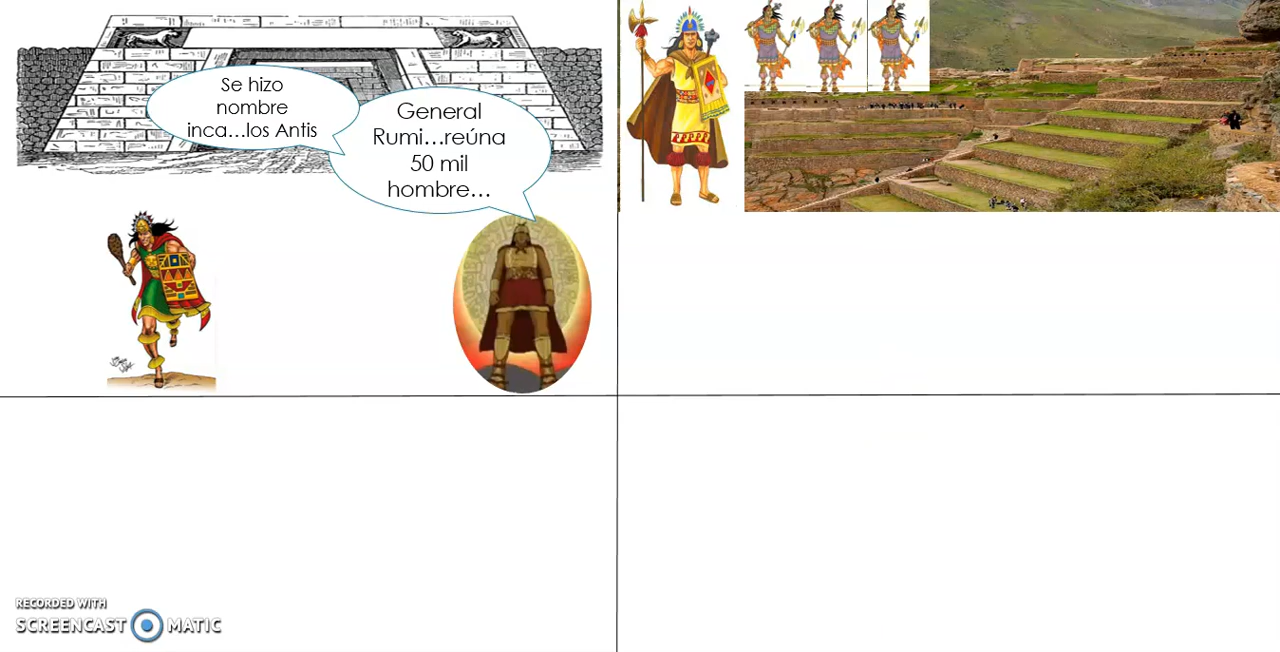 Se hizo
nombre
inca...los Antis
General
Rumi...reúna
50 mil
hombre...
RECORDED WITH
SCREENCAST MATIC